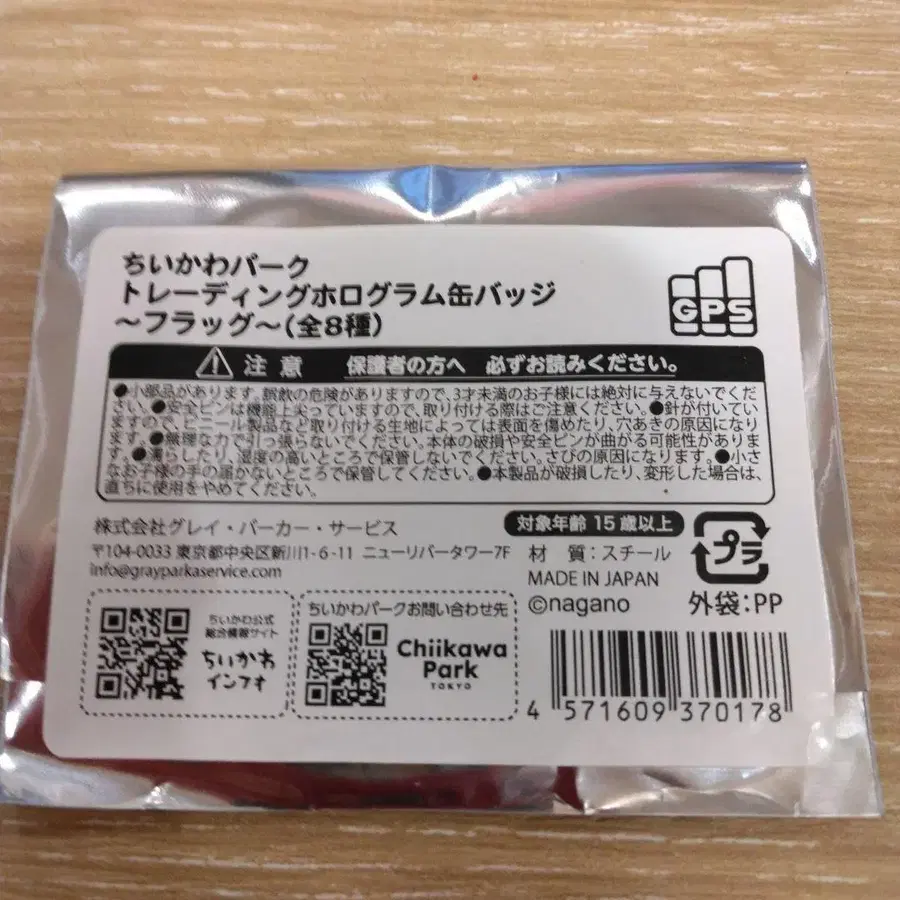 ちいかわパーク
トレーディングホログラム缶バッジ
〜フラッグ〜(全8種)
GPS
注意 保護者の方へ 必ずお読みください。
●小部品があります。誤飲の危険がありますので、3才未満のお子様には絶対に与えないでくだ
さい。●安全ピンは機能上尖っていますので、取り付ける際はご注意ください。●針が付いてい
ますので、ビニール製品など取り付ける生地によっては表面を傷めたり、穴あきの原因になりま
す。●無理な力で引っ張らないでください。本体の破損や安全ピンが曲がる可能性がありま
す。●濡らしたり、湿度の高いところで保管しないでください。さびの原因になります。●小さ
なお子様の手の届かないところで保管してください。●本製品が破損したり、変形した場合は、
直ちに使用をやめてください。
株式会社グレイ・パーカー・サービス
〒104-0033 東京都中央区新川1-6-11 ニューリバータワー7F
info@grayparkaservice.com
対象年齢 15歳以上
材 質:スチール
MADE IN JAPAN
©nagano
プラ
外袋:PP
ちいかわ公式
総合情報サイト
ちいかわ
インフォ
ちいかわパークお問い合わせ先
Chiikawa
Park
TOKYO
4 571609 370178